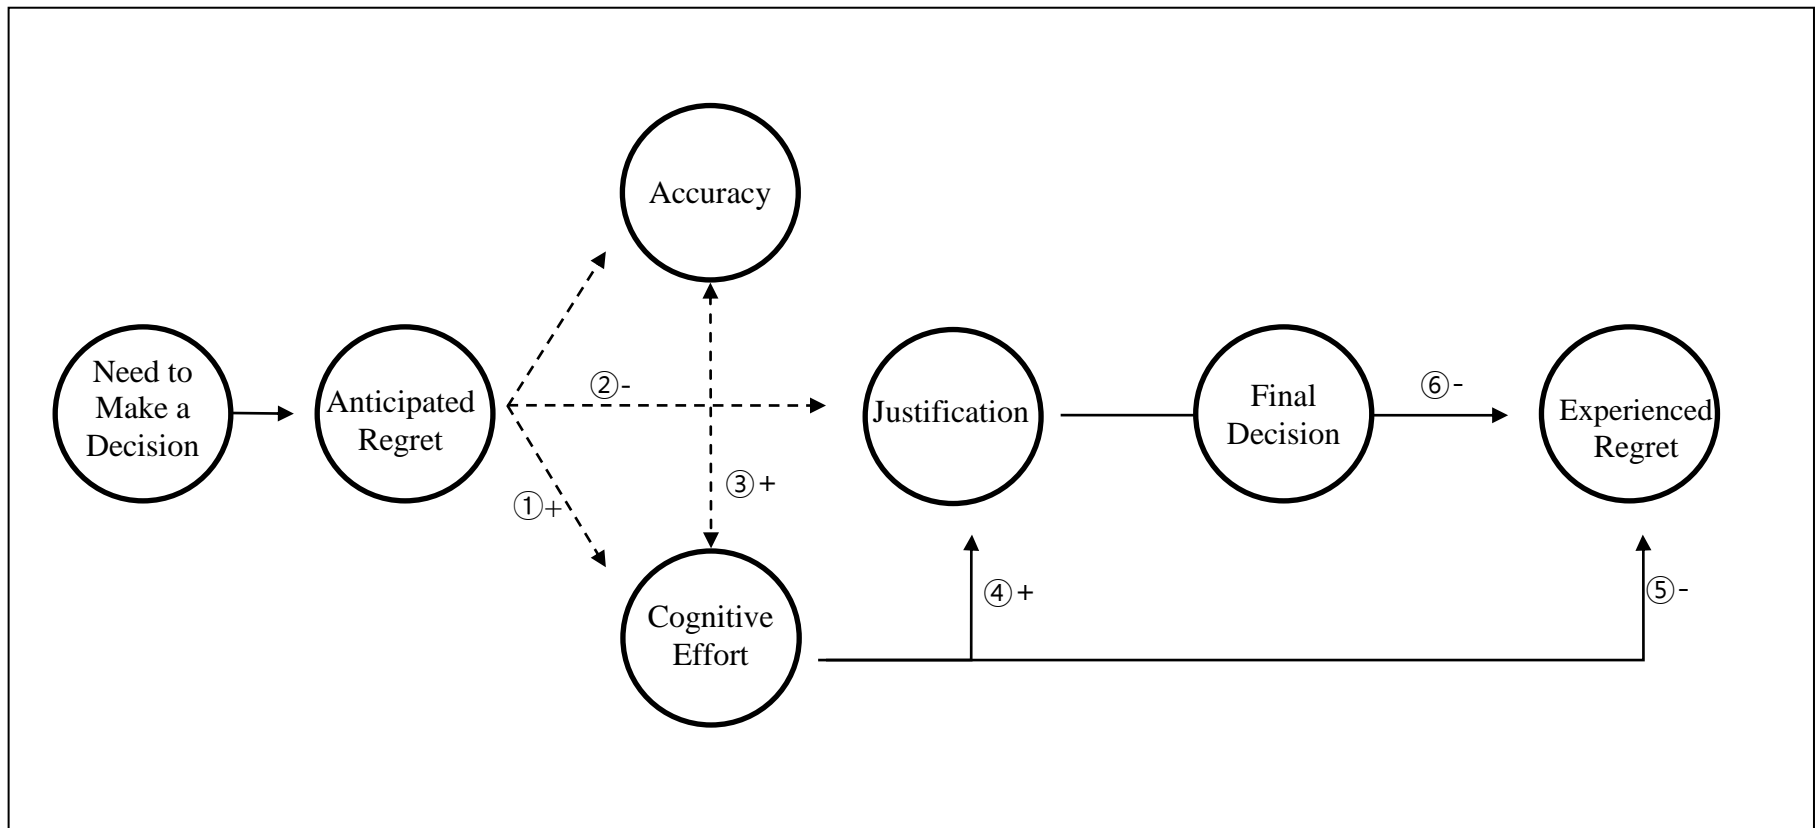 Accuracy
Need to
Make a
Decision
Anticipated
Regret
②-
Justification
Final
Decision
⑥-
Experienced
Regret
①+
③+
Cognitive
Effort
④+
⑤-